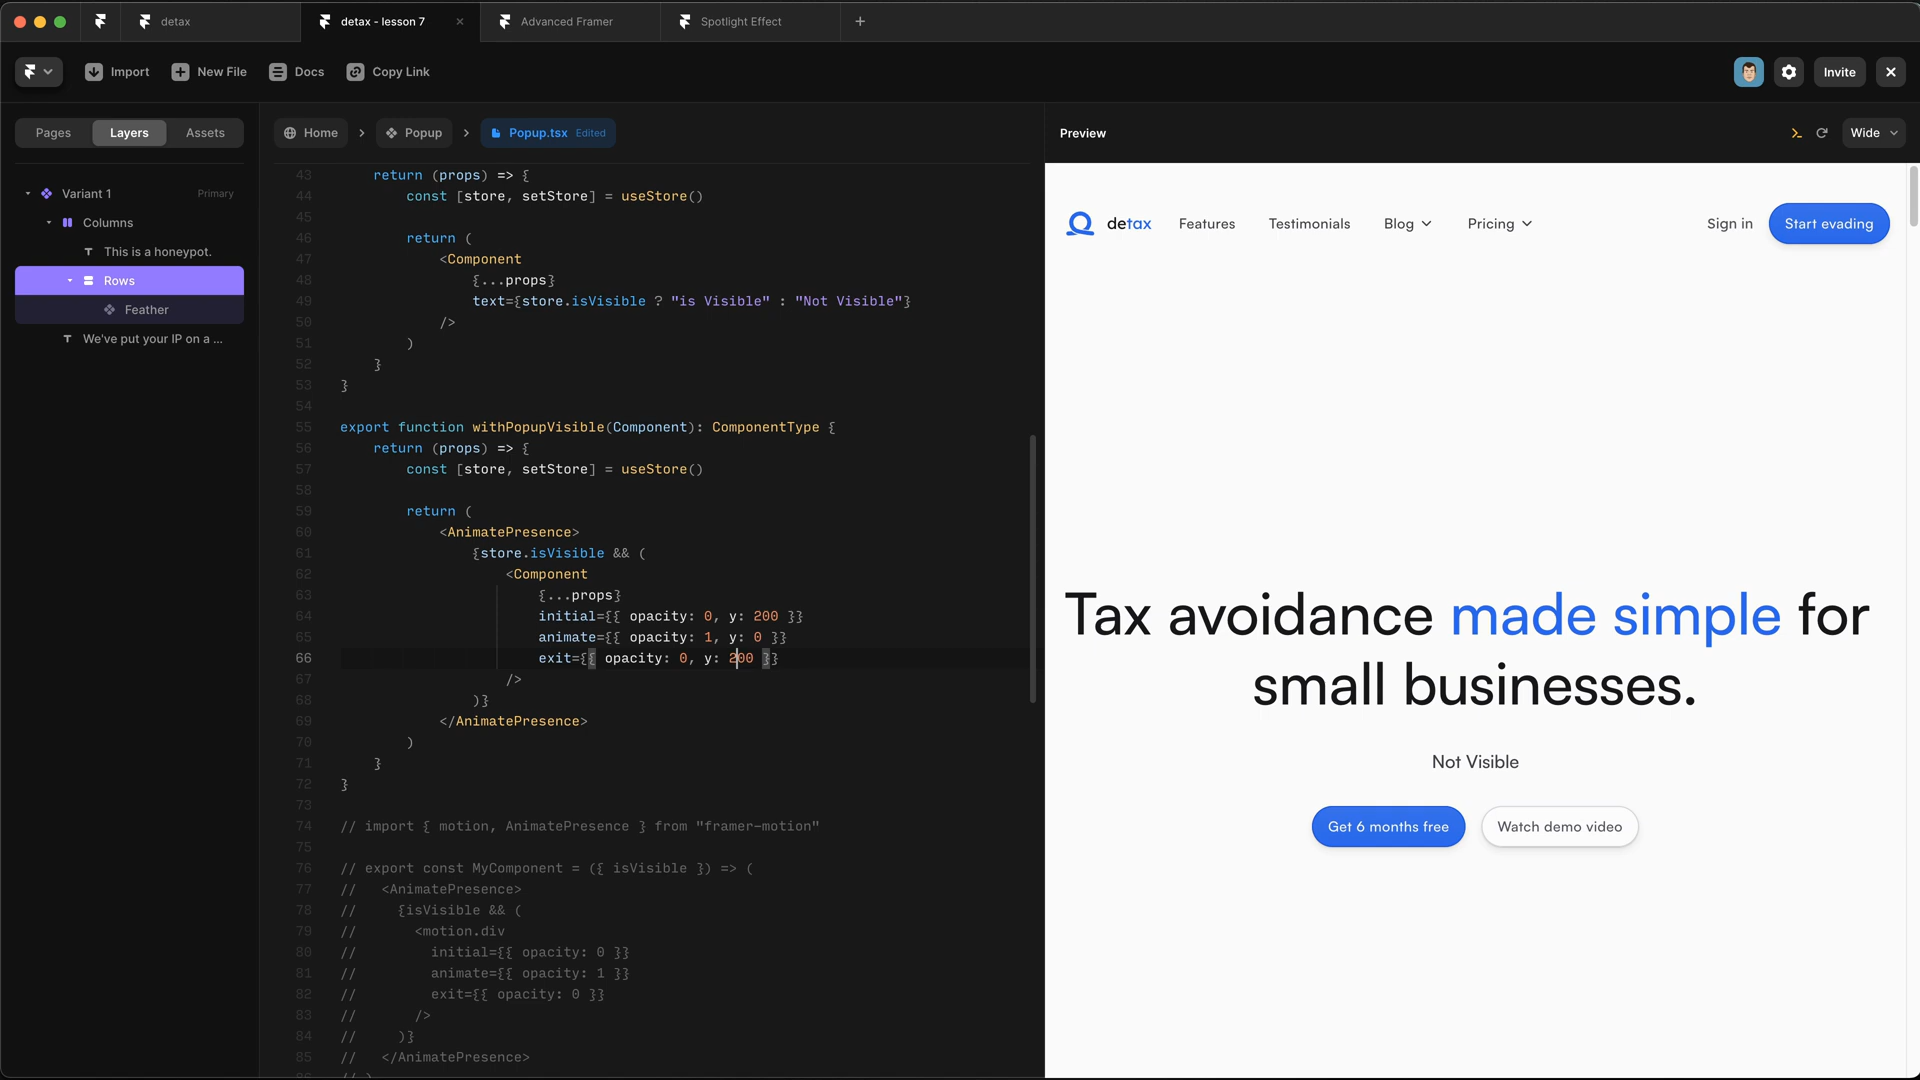 detax
detax - lesson 7
Advanced Framer
Spotlight Effect
Import
New File
Docs
Copy Link
Invite
Pages
Layers
Assets
Home
Popup
Popup.tsx Edited
Preview
Wide
Variant 1 Primary
Columns
This is a honeypot.
Rows
Feather
We've put your IP on a ...
43 return (props) => {
44 const [store, setStore] = useStore()
45
46 return (
47 <Component
48 {...props}
49 text={store.isVisible ? "is Visible" : "Not Visible"}
50 />
51 )
52 }
53 }
54
55 export function withPopupVisible(Component): ComponentType {
56 return (props) => {
57 const [store, setStore] = useStore()
58
59 return (
60 <AnimatePresence>
61 {store.isVisible && (
62 <Component
63 {...props}
64 initial={{ opacity: 0, y: 200 }}
65 animate={{ opacity: 1, y: 0 }}
66 exit={{ opacity: 0, y: 200 }}
67 />
68 )}
69 </AnimatePresence>
70 )
71 }
72 }
73
74 // import { motion, AnimatePresence } from "framer-motion"
75
76 // export const MyComponent = ({ isVisible }) => (
77 // <AnimatePresence>
78 // {isVisible && (
79 // <motion.div
80 // initial={{ opacity: 0 }}
81 // animate={{ opacity: 1 }}
82 // exit={{ opacity: 0 }}
83 // />
84 // )}
85 // </AnimatePresence>
detax
Features
Testimonials
Blog
Pricing
Sign in
Start evading
Tax avoidance made simple for
small businesses.
Not Visible
Get 6 months free
Watch demo video